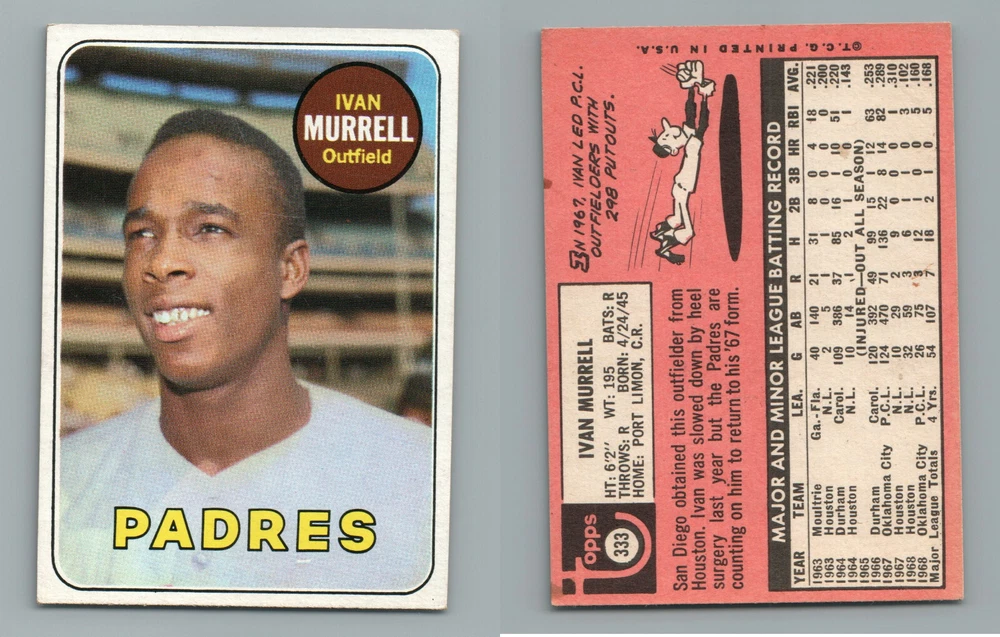 IVAN
MURRELL
Outfield
PADRES
topps
333
IVAN MURRELL
HT: 6'2" WT: 195 BATS: R
THROWS: R BORN: 4/24/45
HOME: PORT LIMON, C.R.
IN 1967, IVAN LED P.C.L.
OUTFIELDERS WITH
298 PUTOUTS.
San Diego obtained this outfielder from
Houston. Ivan was slowed down by heel
surgery last year but the Padres are
counting on him to return to his '67 form.
MAJOR AND MINOR LEAGUE BATTING RECORD
YEAR TEAM LEA. G AB R H 2B 3B HR RBI AVG.
1963 Moultrie Ga.-Fla. 40 140 21 31 8 0 4 18 .221
1963 Houston N.L. 2 5 1 1 0 0 0 0 .200
1964 Durham Carol. 109 386 37 85 16 1 10 51 .220
1964 Houston N.L. 10 14 1 2 1 0 0 1 .143
1965 (INJURED—OUT ALL SEASON)
1966 Durham Carol. 120 392 49 99 15 1 12 63 .253
1967 Oklahoma City P.C.L. 124 470 71 136 22 8 14 82 .289
1967 Houston N.L. 10 29 2 9 0 0 0 1 .310
1968 Houston N.L. 32 59 3 6 1 1 0 3 .102
1968 Oklahoma City P.C.L. 26 75 3 12 1 0 0 5 .160
Major League Totals 4 Yrs. 54 107 7 18 2 1 0 5 .168
©T.C.G. PRINTED IN U.S.A.